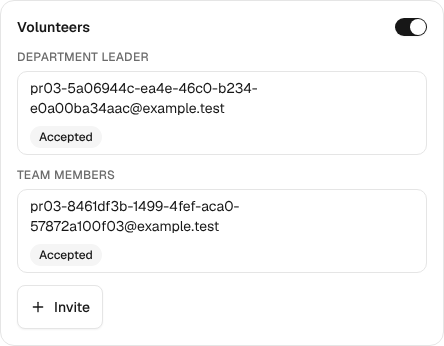 Volunteers
DEPARTMENT LEADER
pr03-5a06944c-ea4e-46c0-b234-
e0a00ba34aac@example.test
Accepted
TEAM MEMBERS
pr03-8461df3b-1499-4fef-aca0-
57872a100f03@example.test
Accepted
+ Invite